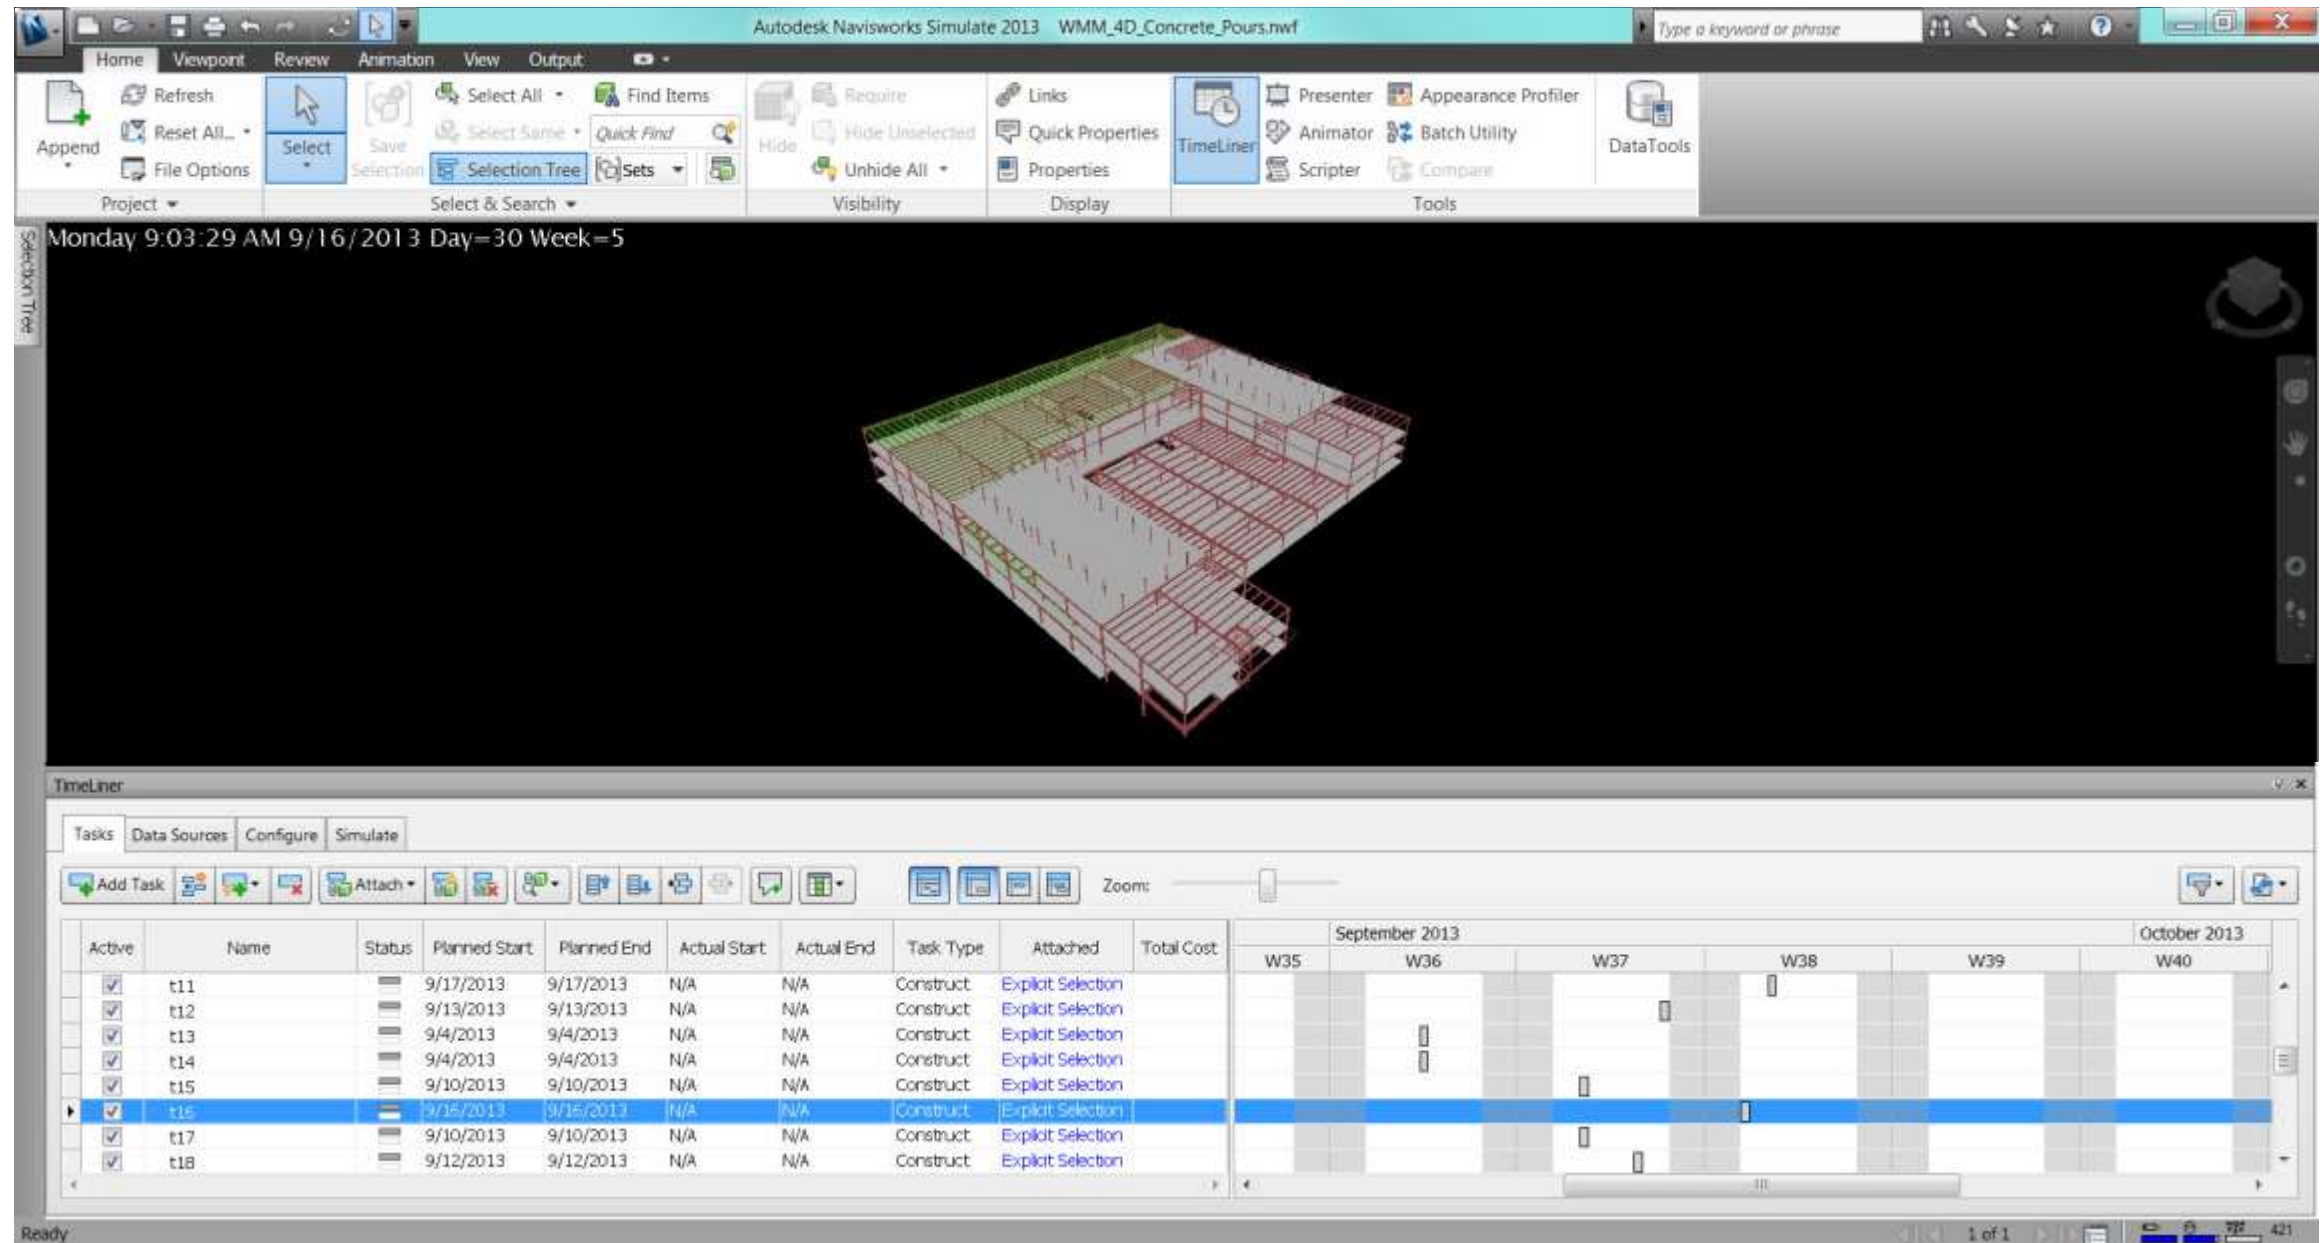 Autodesk Navisworks Simulate 2013 WMM_4D_Concrete_Pours.nwf
Type a keyword or phrase
Home Viewpoint Review Animation View Output
Append
Refresh
Reset All...
File Options
Project
Select
Save Selection
Select All
Select Same
Selection Tree
Find Items
Quick Find
Sets
Select & Search
Hide
Require
Hide Unselected
Unhide All
Visibility
Links
Quick Properties
Properties
Display
TimeLiner
Presenter
Animator
Scripter
Appearance Profiler
Batch Utility
Compare
Tools
DataTools
Selection Tree
Monday 9:03:29 AM 9/16/2013 Day=30 Week=5
TimeLiner
Tasks Data Sources Configure Simulate
Add Task Attach Zoom:
Active Name Status Planned Start Planned End Actual Start Actual End Task Type Attached Total Cost
September 2013 October 2013
W35 W36 W37 W38 W39 W40
t11 9/17/2013 9/17/2013 N/A N/A Construct Explicit Selection
t12 9/13/2013 9/13/2013 N/A N/A Construct Explicit Selection
t13 9/4/2013 9/4/2013 N/A N/A Construct Explicit Selection
t14 9/4/2013 9/4/2013 N/A N/A Construct Explicit Selection
t15 9/10/2013 9/10/2013 N/A N/A Construct Explicit Selection
t16 9/16/2013 9/16/2013 N/A N/A Construct Explicit Selection
t17 9/10/2013 9/10/2013 N/A N/A Construct Explicit Selection
t18 9/12/2013 9/12/2013 N/A N/A Construct Explicit Selection
Ready
1 of 1
421